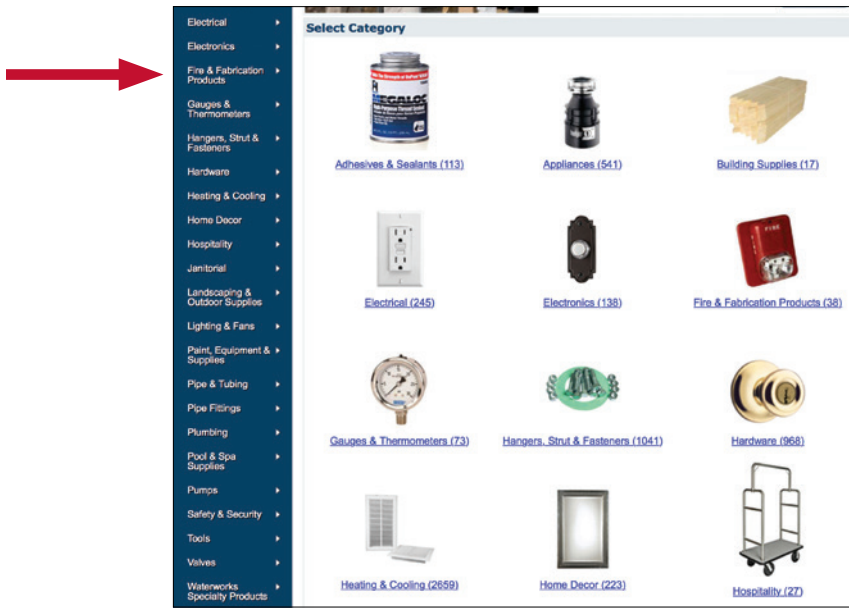 Electrical
Electronics
Fire & Fabrication
Products
Gauges &
Thermometers
Hangers, Strut &
Fasteners
Hardware
Heating & Cooling
Home Decor
Hospitality
Janitorial
Landscaping &
Outdoor Supplies
Lighting & Fans
Paint, Equipment &
Supplies
Pipe & Tubing
Pipe Fittings
Plumbing
Pool & Spa
Supplies
Pumps
Safety & Security
Tools
Valves
Waterworks
Specialty Products
Select Category
MEGALOC
Adhesives & Sealants (113)
Appliances (541)
Building Supplies (17)
FIRE
Electrical (245)
Electronics (138)
Fire & Fabrication Products (38)
Gauges & Thermometers (73)
Hangers, Strut & Fasteners (1041)
Hardware (968)
Heating & Cooling (2659)
Home Decor (223)
Hospitality (27)